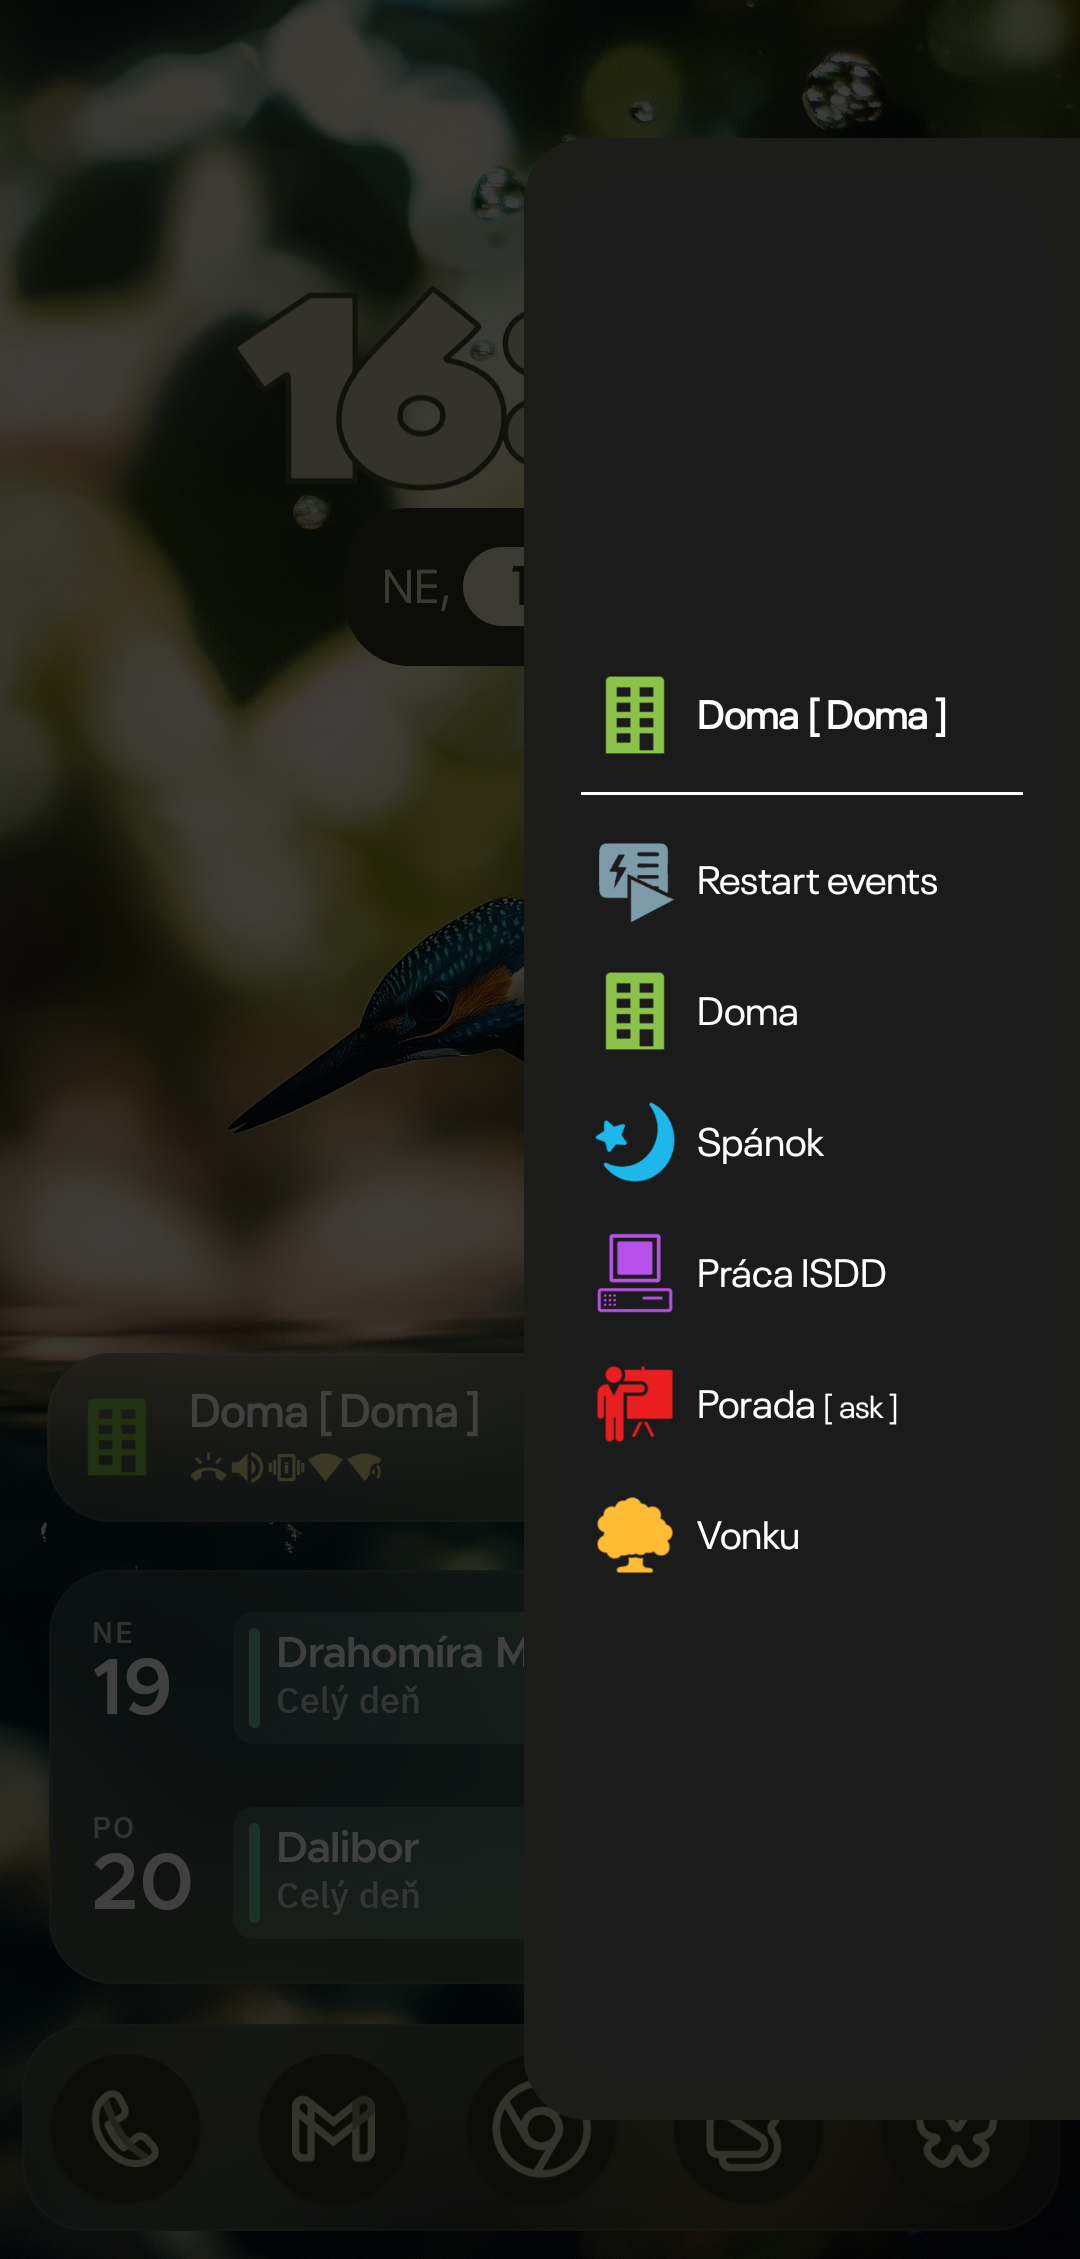 16:
NE,
Doma [ Doma ]
Restart events
Doma
Spánok
Práca ISDD
Porada [ ask ]
Vonku
Doma [ Doma ]
NE
19
Drahomíra
Celý deň
PO
20
Dalibor
Celý deň